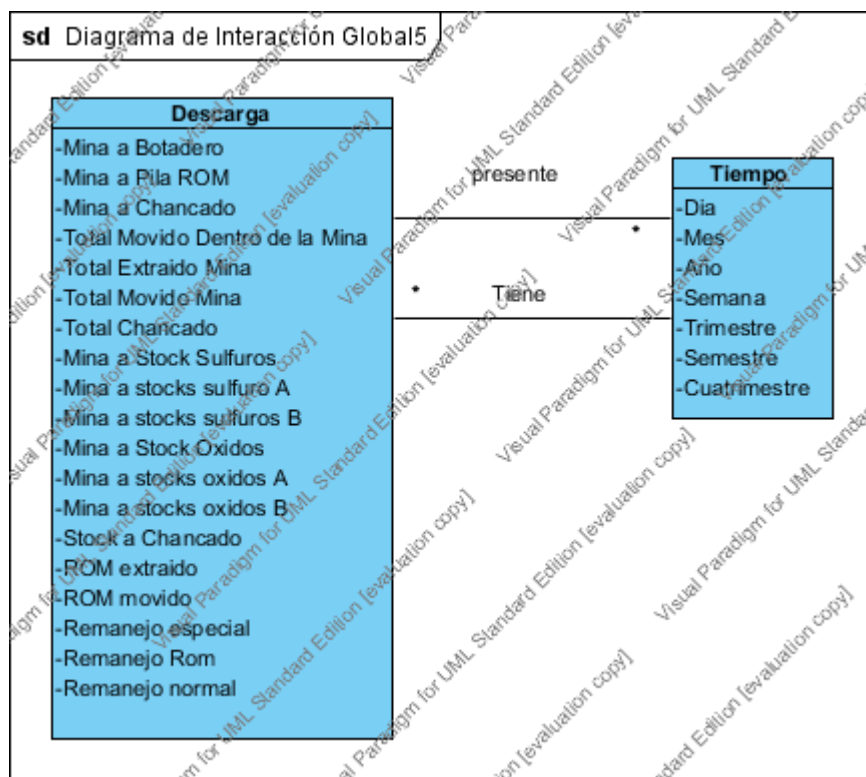 sd Diagrama de Interacción Global5
Descarga
-Mina a Botadero
-Mina a Pila ROM
-Mina a Chancado
-Total Movido Dentro de la Mina
-Total Extraido Mina
-Total Movido Mina
-Total Chancado
-Mina a Stock Sulfuros
-Mina a stocks sulfuro A
-Mina a stocks sulfuros B
-Mina a Stock Oxidos
-Mina a stocks oxidos A
-Mina a stocks oxidos B
-Stock a Chancado
-ROM extraido
-ROM movido
-Remanejo especial
-Remanejo Rom
-Remanejo normal
presente
*
*
Tiene
Tiempo
-Dia
-Mes
-Año
-Semana
-Trimestre
-Semestre
-Cuatrimestre
Visual Paradigm for UML Standard Edition [evaluation copy]